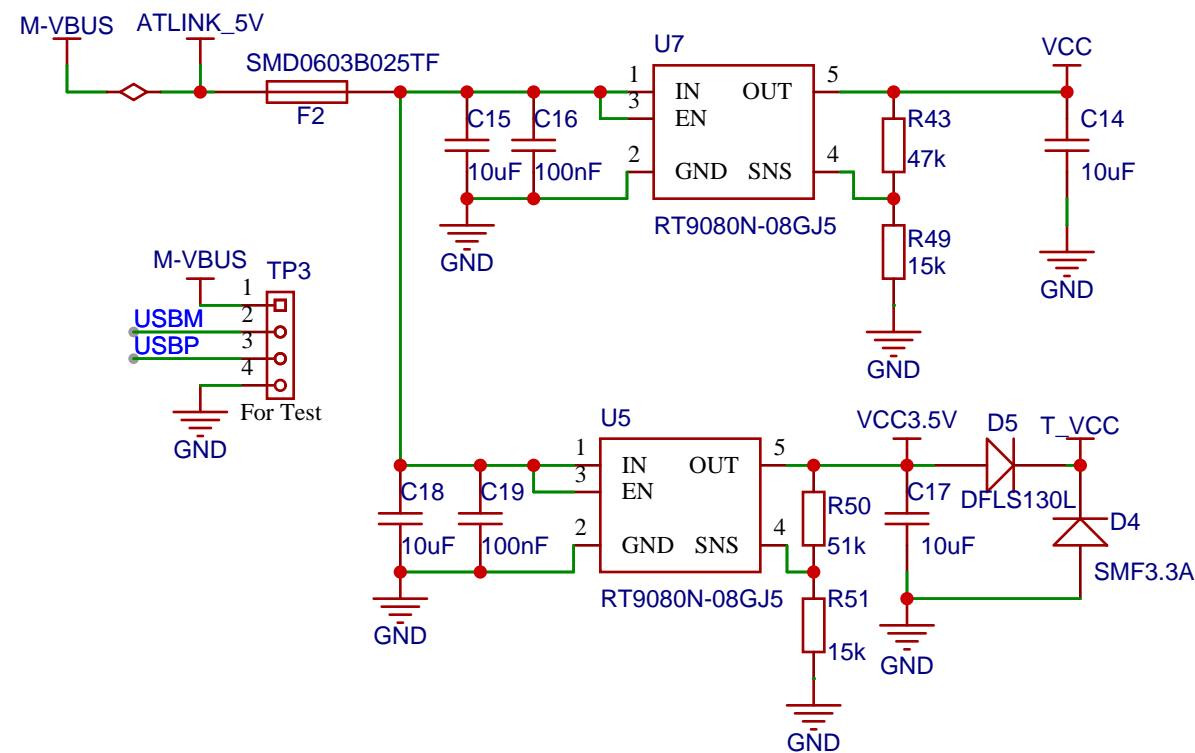 M-VBUS
ATLINK_5V
SMD0603B025TF
F2
U7
VCC
1
IN
OUT
5
3
EN
C15
10uF
C16
100nF
2
GND
SNS
4
R43
47k
C14
10uF
RT9080N-08GJ5
R49
15k
GND
GND
GND
M-VBUS
TP3
1
USBM
2
USBP
3
4
For Test
GND
U5
VCC3.5V
D5
T_VCC
1
IN
OUT
5
3
EN
C18
10uF
C19
100nF
2
GND
SNS
4
R50
51k
C17
10uF
DFLS130L
D4
SMF3.3A
RT9080N-08GJ5
R51
15k
GND
GND
GND